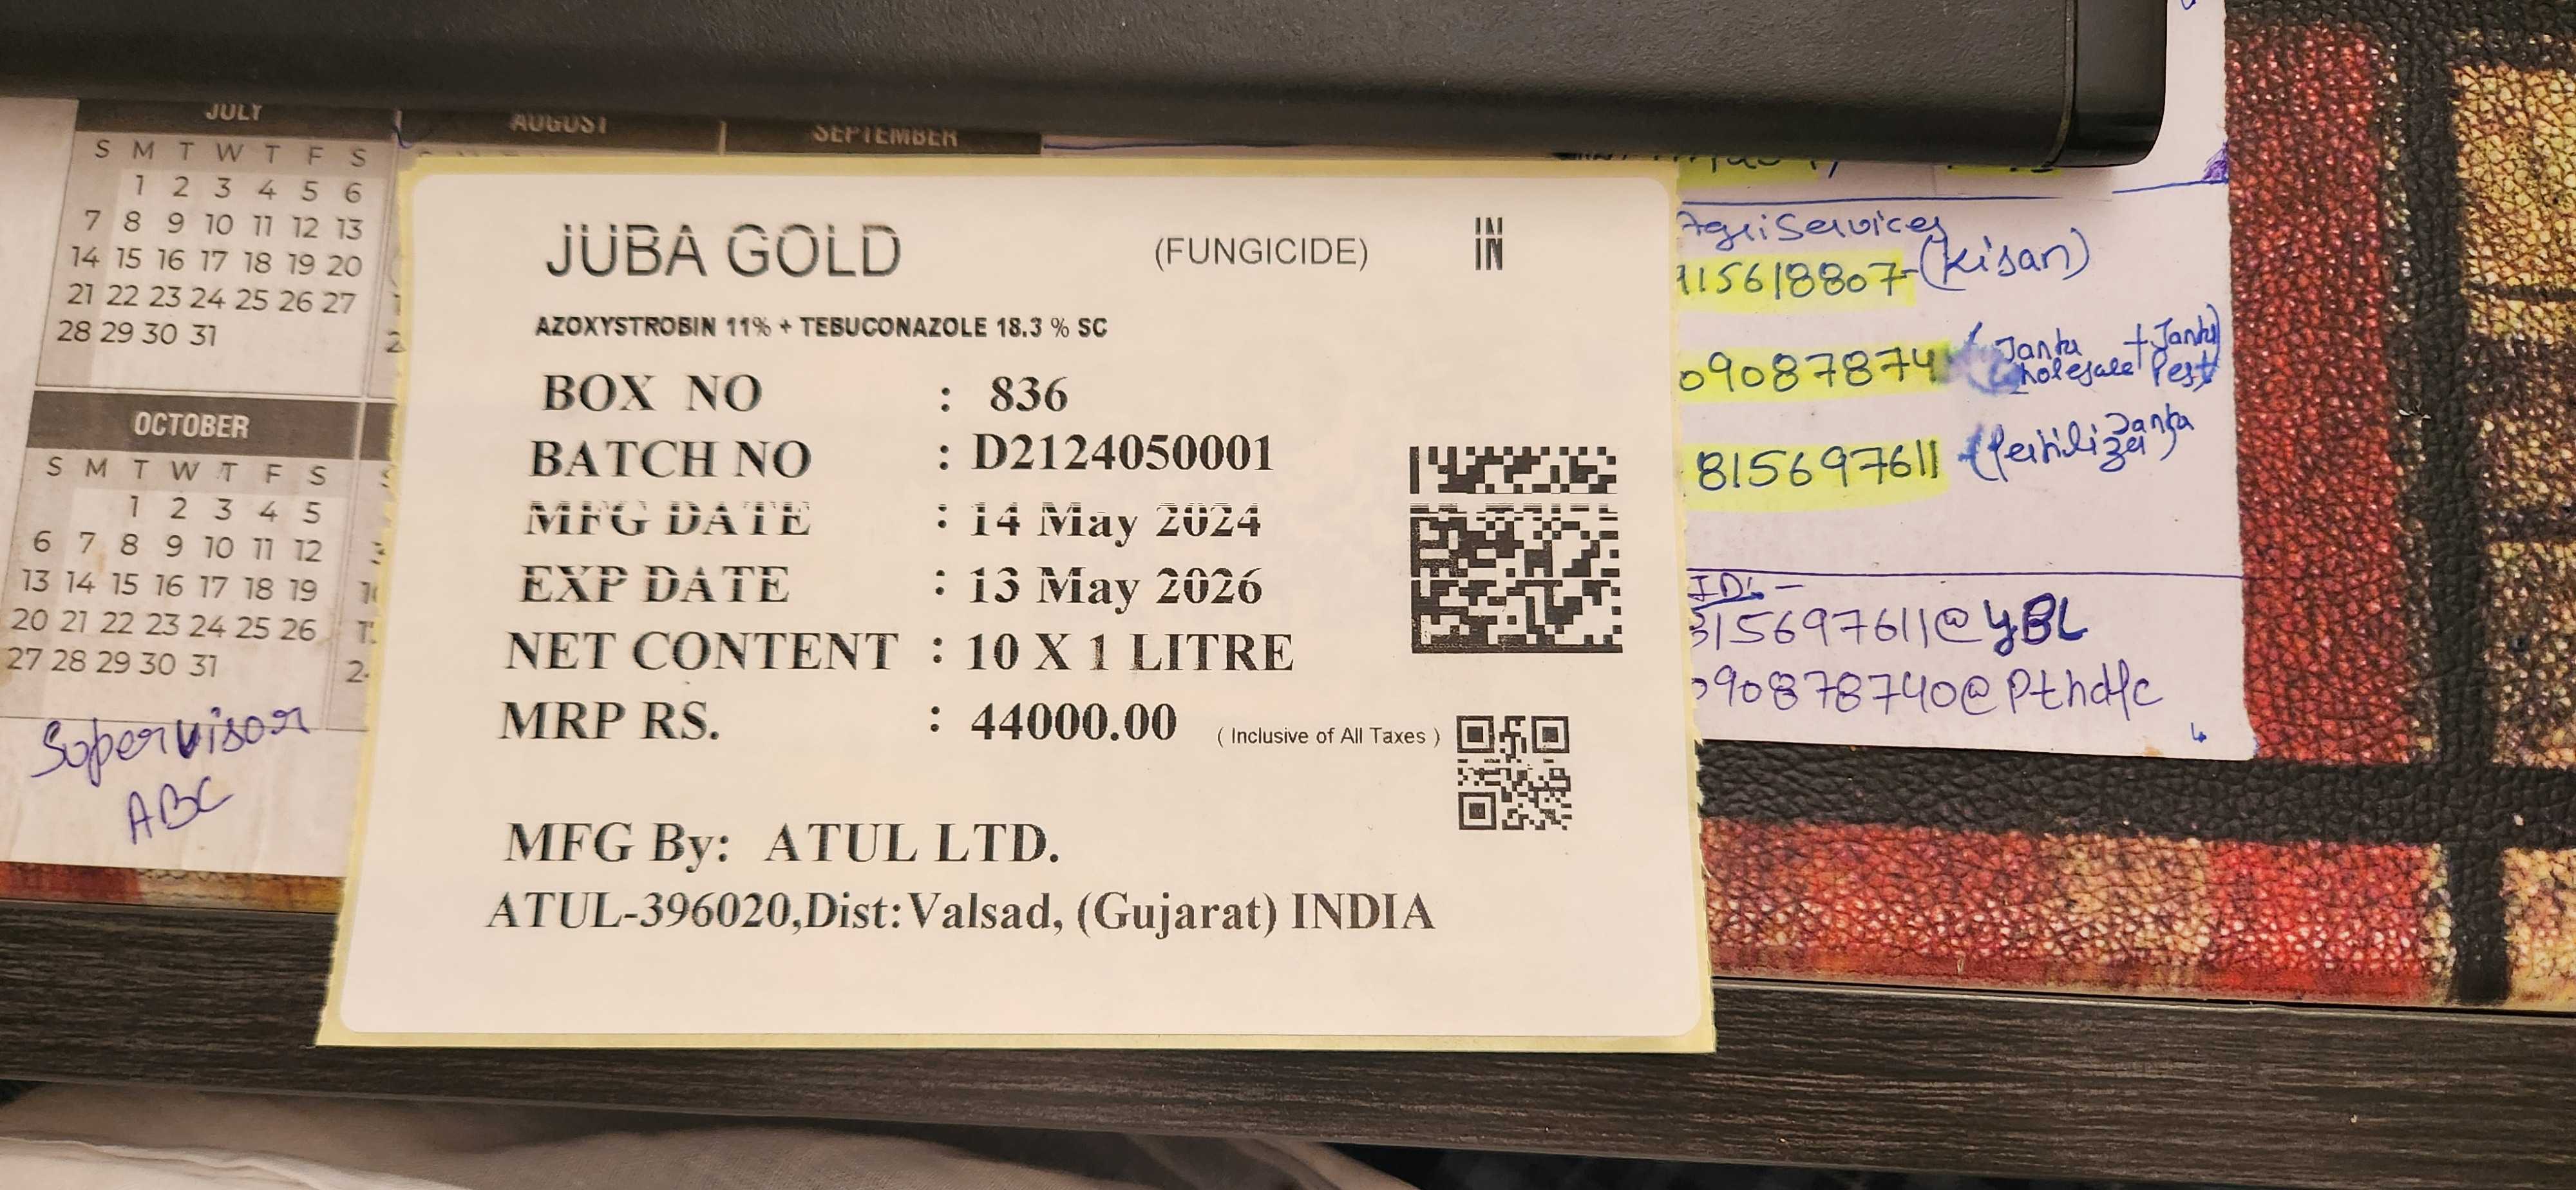 JULY
S M T W T F S
1 2 3 4 5 6
7 8 9 10 11 12 13
14 15 16 17 18 19 20
21 22 23 24 25 26 27
28 29 30 31
AUGUST
SEPTEMBER
OCTOBER
S M T W T F S
1 2 3 4 5
6 7 8 9 10 11 12
13 14 15 16 17 18 19
20 21 22 23 24 25 26
27 28 29 30 31
Supervisor
ABC
JUBA GOLD (FUNGICIDE) IN
AZOXYSTROBIN 11% + TEBUCONAZOLE 18.3 % SC
BOX NO : 836
BATCH NO : D2124050001
MFG DATE : 14 May 2024
EXP DATE : 13 May 2026
NET CONTENT : 10 X 1 LITRE
MRP RS. : 44000.00 ( Inclusive of All Taxes )
MFG By: ATUL LTD.
ATUL-396020,Dist:Valsad, (Gujarat) INDIA
AgriServices
115618807-(Kisan)
09087874
Janta + Janta
Wholesale Pest
815697611 (fertilizer) Janta
ID:-
315697611@YBL
090878740@Pthdfc